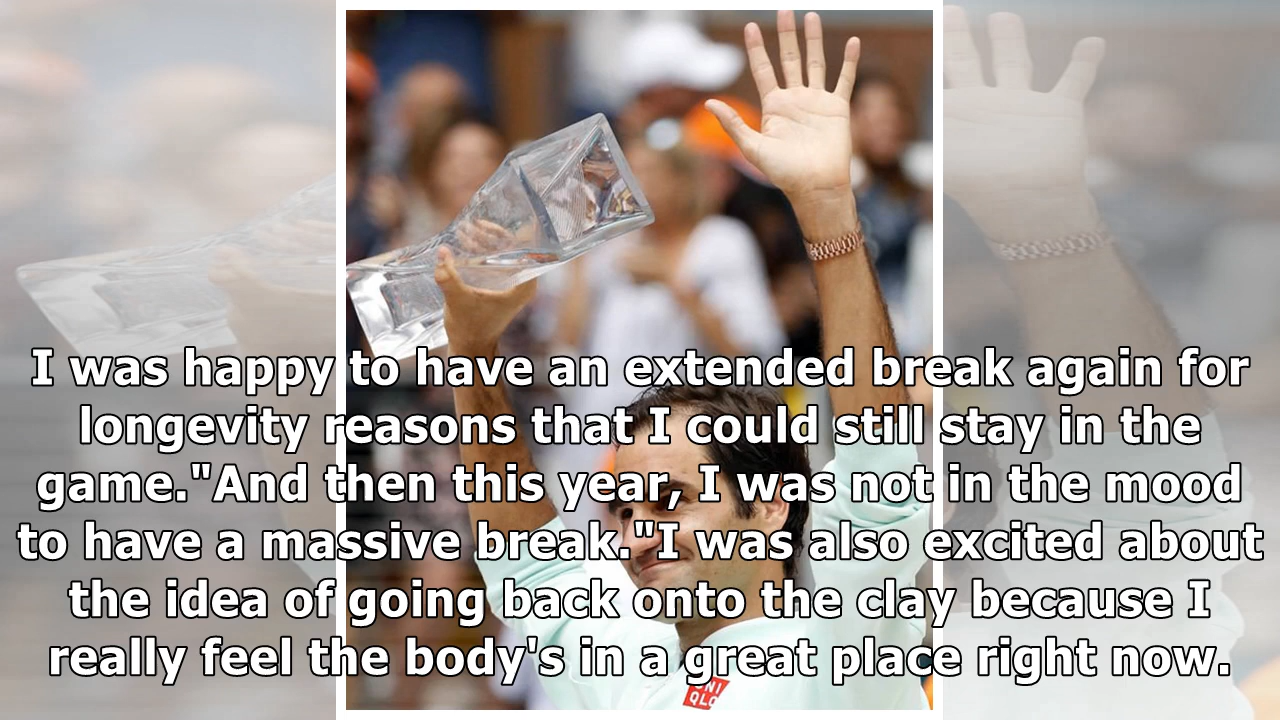 I was happy to have an extended break again for
longevity reasons that I could still stay in the
game."And then this year, I was not in the mood
to have a massive break."I was also excited about
the idea of going back onto the clay because I
really feel the body's in a great place right now.
UNI
QLO